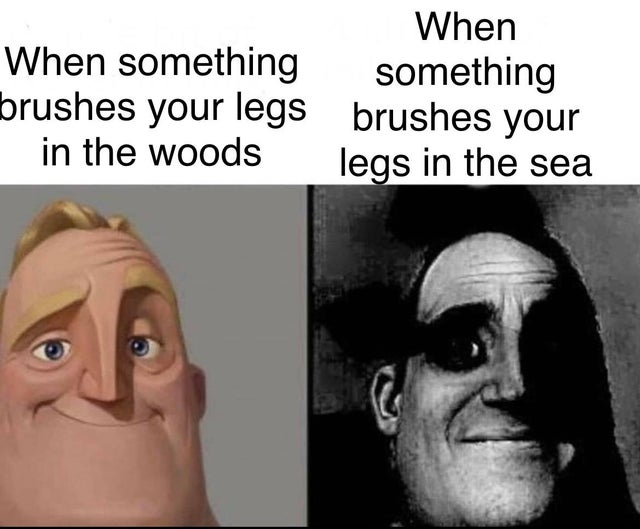 When something
brushes your legs
in the woods
When
something
brushes your
legs in the sea